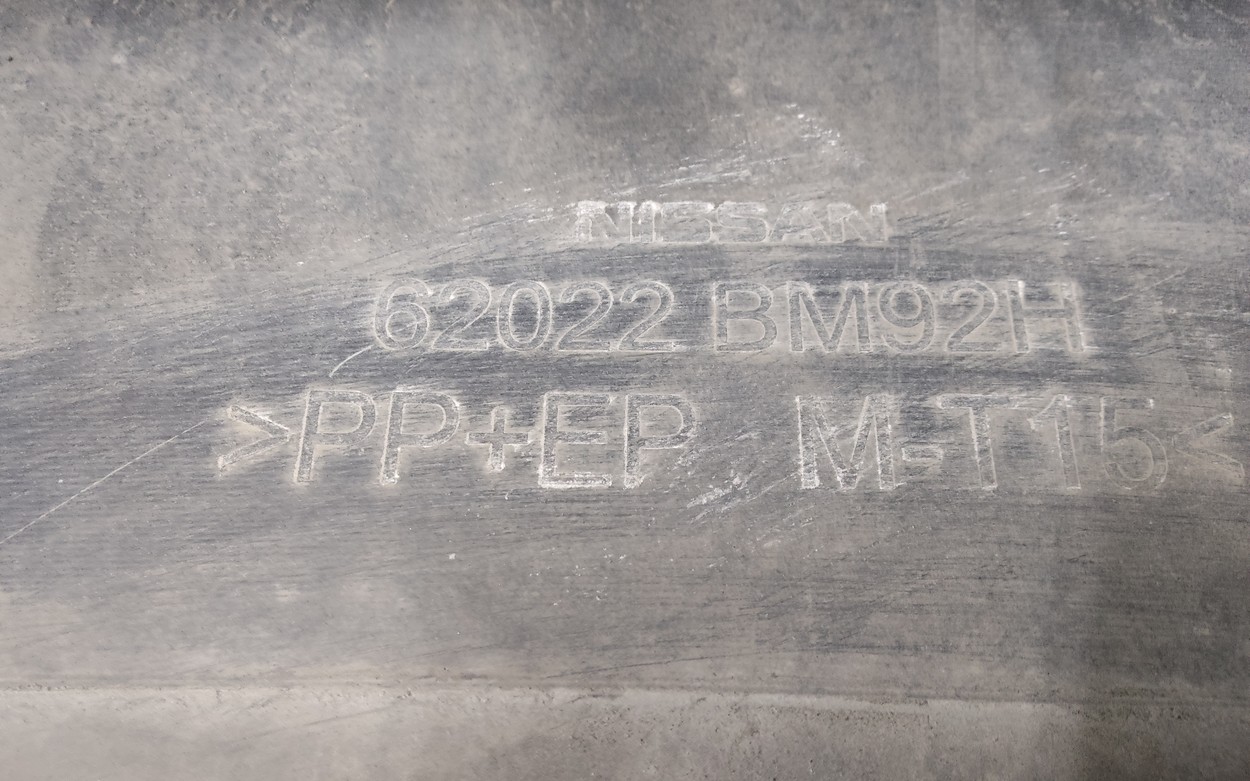 NISSAN
62022 BM92H
>PP+EP M-T15<